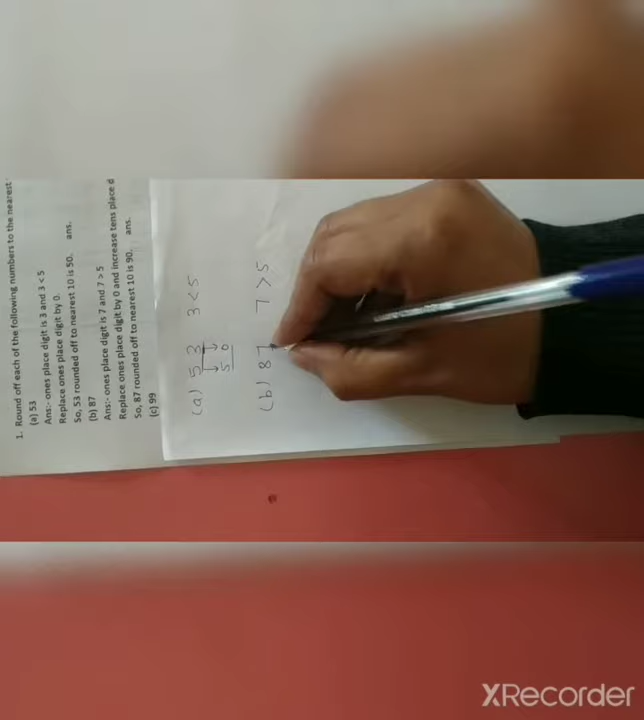 1. Round off each of the following numbers to the nearest
(a) 53
Ans:- ones place digit is 3 and 3 < 5
Replace ones place digit by 0.
So, 53 rounded off to nearest 10 is 50. ans.
(b) 87
Ans:- ones place digit is 7 and 7 > 5
Replace ones place digit by 0 and increase tens place d
So, 87 rounded off to nearest 10 is 90. ans.
(c) 99
(a) 53 3 < 5
↓ ↓
5 0
(b) 87 7 > 5
XRecorder